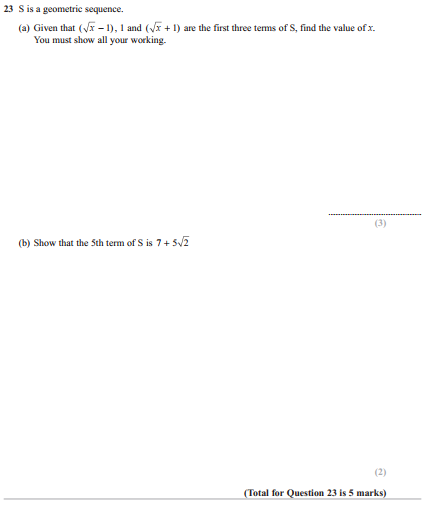 23 S is a geometric sequence.
(a) Given that (√x − 1), 1 and (√x + 1) are the first three terms of S, find the value of x.
You must show all your working.
(3)
(b) Show that the 5th term of S is 7 + 5√2
(2)
(Total for Question 23 is 5 marks)